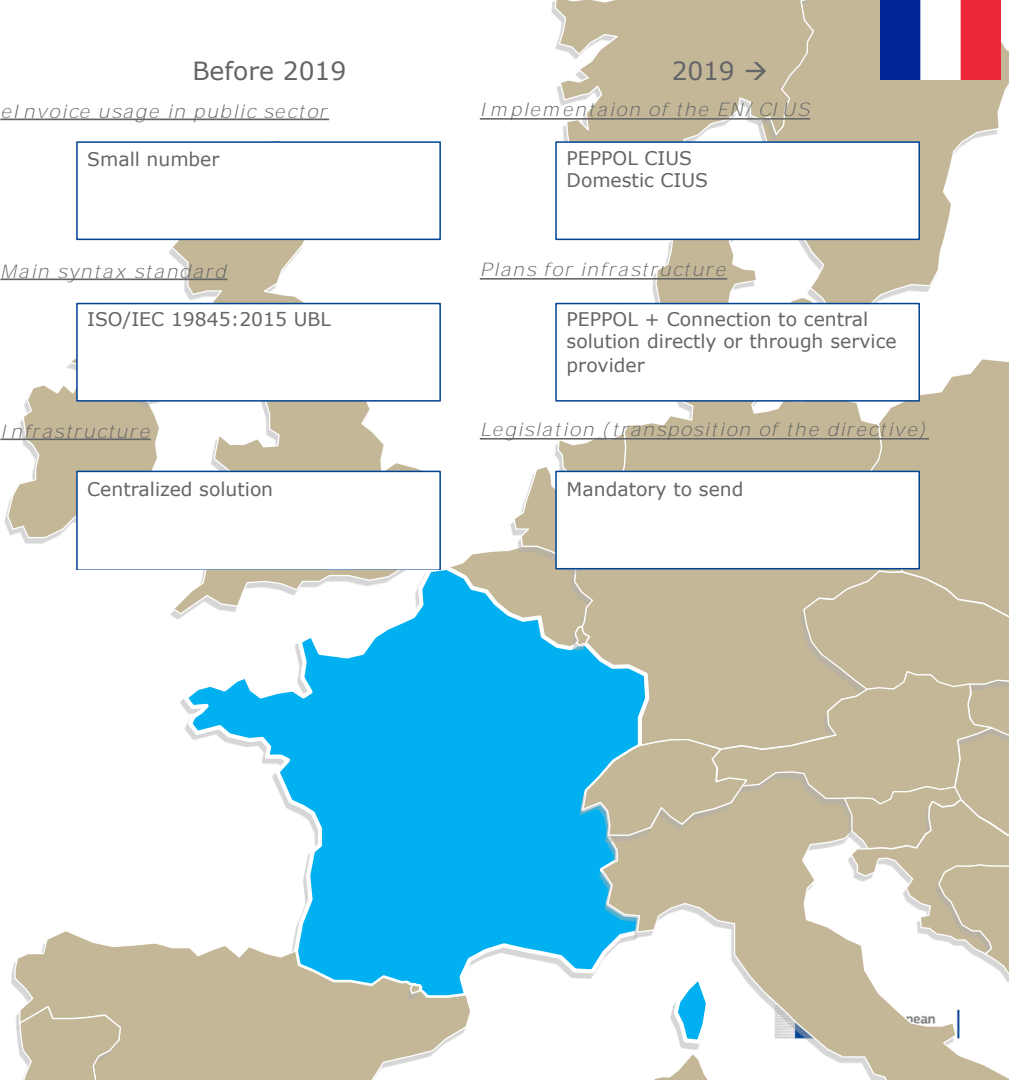 Before 2019
2019 →
eInvoice usage in public sector
Implementaion of the EN/CIUS
Small number
PEPPOL CIUS
Domestic CIUS
Main syntax standard
Plans for infrastructure
ISO/IEC 19845:2015 UBL
PEPPOL + Connection to central
solution directly or through service
provider
Infrastructure
Legislation (transposition of the directive)
Centralized solution
Mandatory to send